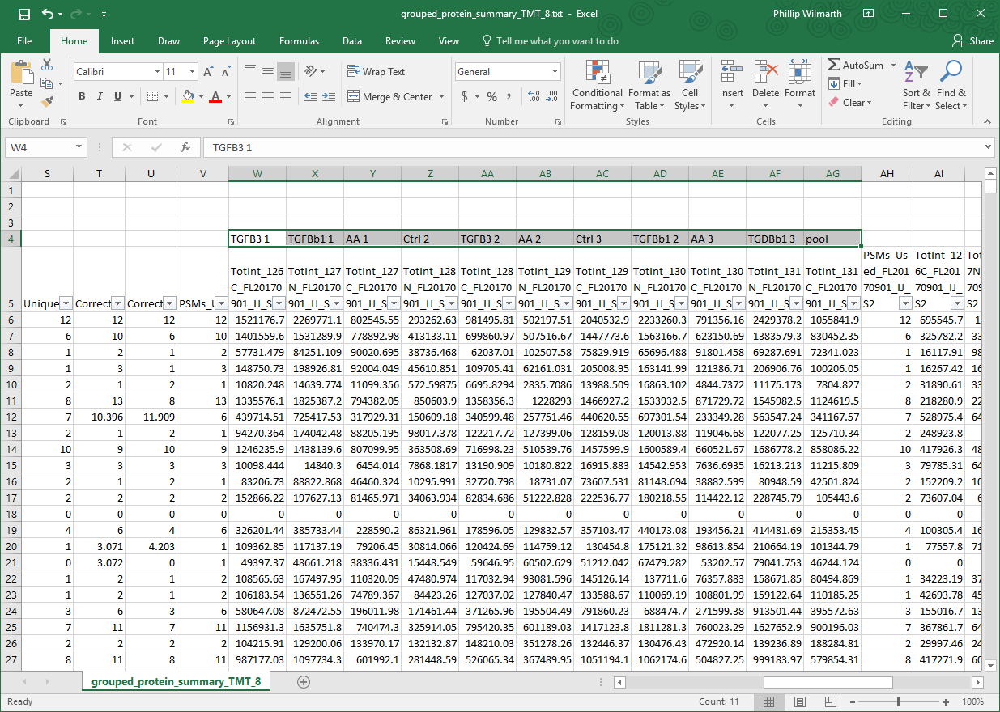 grouped_protein_summary_TMT_8.txt - Excel
Phillip Wilmarth
File Home Insert Draw Page Layout Formulas Data Review View Tell me what you want to do Share
Paste
Calibri 11
Wrap Text
General
Merge & Center
B I U
$ % ,
Conditional Formatting
Format as Table
Cell Styles
Insert Delete Format
AutoSum
Fill
Clear
Sort & Filter
Find & Select
Clipboard Font Alignment Number Styles Cells Editing
W4 fx TGFB3 1
S T U V W X Y Z AA AB AC AD AE AF AG AH AI
1
2
3
4 TGFB3 1 TGFBb1 1 AA 1 Ctrl 2 TGFB3 2 AA 2 Ctrl 3 TGFBb1 2 AA 3 TGDBb1 3 pool
PSMs_Us TotInt_12 Tot
TotInt_126 TotInt_127 TotInt_127 TotInt_128 TotInt_128 TotInt_129 TotInt_129 TotInt_130 TotInt_130 TotInt_131 TotInt_131 ed_FL201 6C_FL201 7N_
C_FL20170 N_FL20170 C_FL20170 N_FL20170 C_FL20170 N_FL20170 C_FL20170 N_FL20170 C_FL20170 N_FL20170 C_FL20170 70901_IJ_ 70901_IJ_ 709
5 Unique Correct Correct PSMs_U 901_IJ_S 901_IJ_S 901_IJ_S 901_IJ_S 901_IJ_S 901_IJ_S 901_IJ_S 901_IJ_S 901_IJ_S 901_IJ_S 901_IJ_S S2 S2 S2
6 12 12 12 12 1521176.7 2269771.1 802545.55 293262.63 981495.81 502197.51 2040532.9 2233260.3 791356.16 2429378.2 1055841.9 12 695545.7 1
7 6 10 6 10 1401559.6 1531289.9 778892.98 413133.11 699860.97 507516.67 1447773.6 1563166.7 623150.69 1383579.3 830452.35 6 325782.2 33
8 1 2 1 2 57731.479 84251.109 90020.695 38736.468 62037.01 102507.58 75829.919 65696.488 91801.458 69287.691 72341.023 1 16117.91 98
9 1 3 1 3 148750.73 198926.81 92004.049 45610.851 109705.41 62161.031 205008.95 163141.99 121386.71 206906.76 100206.05 1 16267.42 16
10 2 1 2 1 10820.248 14639.774 11099.356 572.59875 6695.8294 2835.7086 13988.509 16863.102 4844.7372 11175.173 7804.827 2 31890.61 33
11 8 13 8 13 1335576.1 1825387.2 794382.05 850603.9 1358356.3 1228293 1466927.2 1533932.5 871729.72 1545982.5 1124619.5 8 218280.9 22
12 7 10.396 11.909 6 439714.51 725417.53 317929.31 150609.18 340599.48 257751.46 440620.55 697301.54 233349.28 563547.24 341167.57 7 528975.4 64
13 2 1 2 1 94270.364 174042.48 88205.195 98017.378 122217.72 127399.06 128159.08 120013.88 119046.68 122077.25 125710.34 2 248923.8
14 10 9 10 9 1246235.9 1438139.6 807099.95 363508.69 716998.23 510539.76 1457599.9 1600589.4 660521.67 1686778.2 858086.22 10 417926.3 48
15 3 3 3 3 10098.444 14840.3 6454.014 7868.1817 13190.909 10180.822 16915.883 14542.953 7636.6935 16213.213 11215.809 3 79785.31 64
16 2 1 2 1 83206.73 88822.868 46460.324 10295.991 32720.798 18731.07 73607.531 81148.694 38882.599 80948.59 42501.824 2 152209.2 10
17 2 2 2 2 152866.22 197627.13 81465.971 34063.934 82834.686 51222.828 222536.77 180218.55 114422.12 228745.79 105443.6 2 73607.04 6
18 0 0 0 0 0 0 0 0 0 0 0 0 0 0 0 0 0
19 4 6 4 6 326201.44 385733.44 228590.2 86321.961 178596.05 129832.57 357103.47 440173.08 193456.21 414481.69 215353.45 4 100305.4 16
20 1 3.071 4.203 1 109362.85 117137.19 79206.45 30814.066 120424.69 114759.12 130454.8 175121.32 98613.854 210664.19 101344.79 1 77557.8 71
21 0 3.072 0 1 49397.37 48661.218 38336.431 15448.549 59646.95 60502.629 51212.042 67479.282 53202.57 79041.753 46244.124 0 0
22 1 2 1 2 108565.63 167497.95 110320.09 47480.974 117032.94 93081.596 145126.14 137711.6 76357.883 158671.85 80494.869 1 34223.19 37
23 1 2 1 2 106183.54 136551.26 74789.367 84423.26 127037.02 127840.47 133588.67 110069.19 108801.99 159122.64 110185.25 1 42693.78 45
24 3 6 3 6 580647.08 872472.55 196011.98 171461.44 371265.96 195504.49 791860.23 688474.7 271599.38 913501.44 395572.63 3 155016.7 13
25 7 11 7 11 1156931.3 1635751.8 740474.3 325914.05 795420.35 601189.03 1417123.8 1811281.3 760023.29 1627652.9 900196.03 7 367861.7 64
26 2 2 2 2 104215.91 129200.06 133970.17 132132.87 148210.03 351278.26 132446.37 130476.43 472920.14 139236.89 188284.81 2 29997.46 24
27 8 11 8 11 987177.03 1097734.3 601992.1 281448.59 526065.34 367489.95 1051194.1 1062174.6 504827.25 999183.97 579854.31 8 417271.9 60
grouped_protein_summary_TMT_8
Ready Count: 11 100%